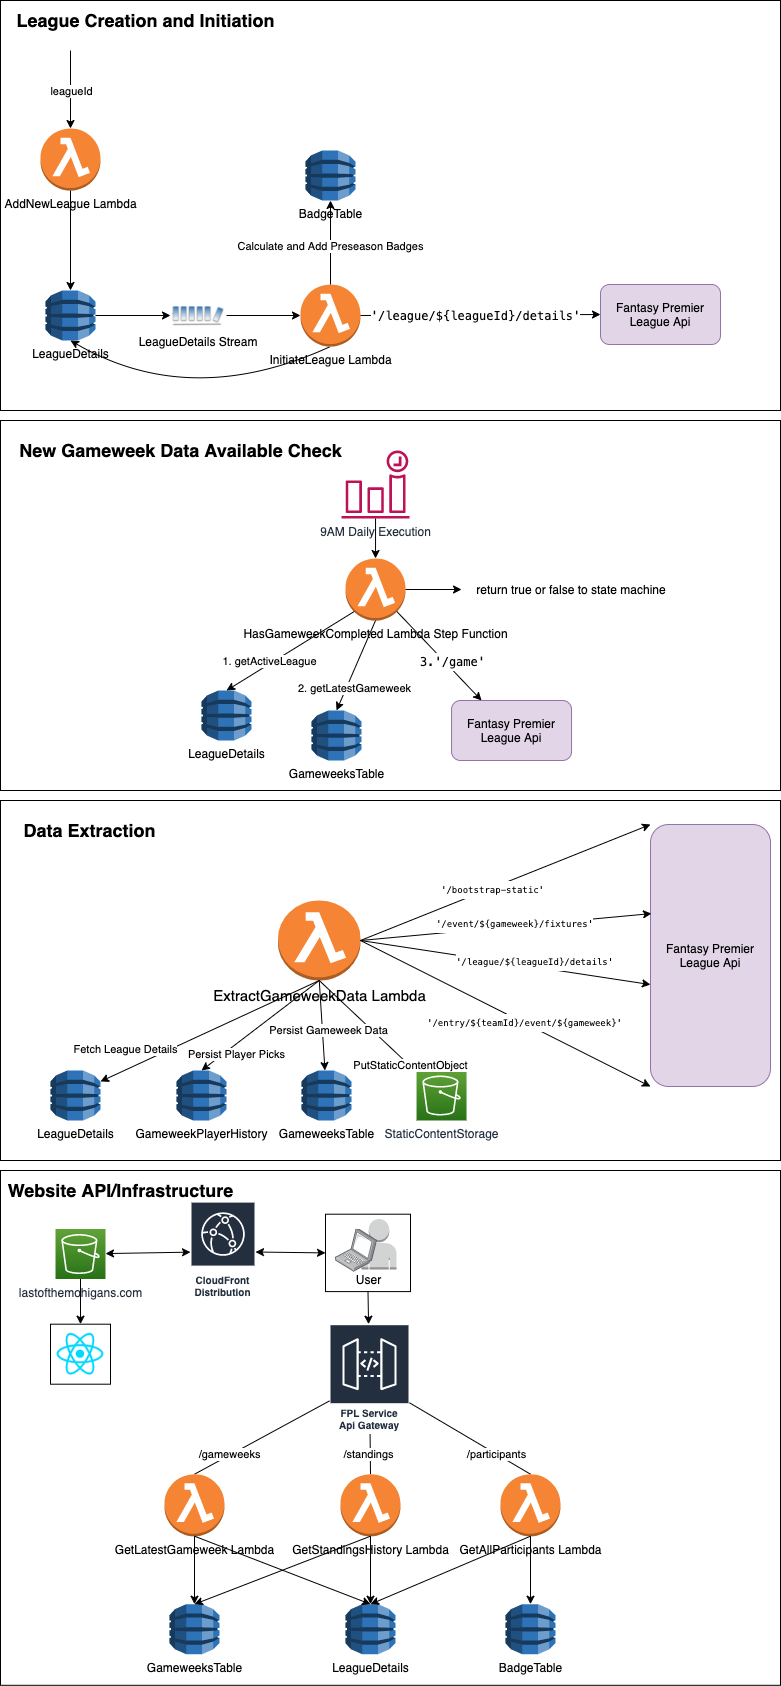 League Creation and Initiation
leagueId
AddNewLeague Lambda
BadgeTable
Calculate and Add Preseason Badges
LeagueDetails
LeagueDetails Stream
InitiateLeague Lambda
'/league/${leagueId}/details'
Fantasy Premier
League Api
New Gameweek Data Available Check
9AM Daily Execution
return true or false to state machine
HasGameweekCompleted Lambda Step Function
1. getActiveLeague
2. getLatestGameweek
3.'/game'
LeagueDetails
GameweeksTable
Fantasy Premier
League Api
Data Extraction
'/bootstrap-static'
'/event/${gameweek}/fixtures'
'/league/${leagueId}/details'
'/entry/${teamId}/event/${gameweek}'
Fantasy Premier
League Api
ExtractGameweekData Lambda
Fetch League Details
Persist Player Picks
Persist Gameweek Data
PutStaticContentObject
LeagueDetails
GameweekPlayerHistory
GameweeksTable
StaticContentStorage
Website API/Infrastructure
lastofthemohigans.com
CloudFront
Distribution
User
</>
FPL Service
Api Gateway
/gameweeks
/standings
/participants
GetLatestGameweek Lambda
GetStandingsHistory Lambda
GetAllParticipants Lambda
GameweeksTable
LeagueDetails
BadgeTable